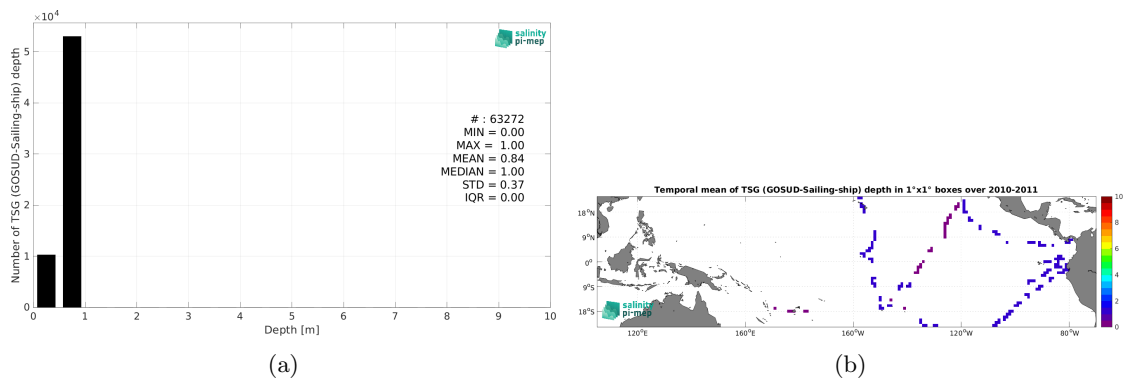 ×10⁴
5
4
3
2
1
0
Number of TSG (GOSUD-Sailing-ship) depth
salinity
pi-mep
# : 63272
MIN = 0.00
MAX = 1.00
MEAN = 0.84
MEDIAN = 1.00
STD = 0.37
IQR = 0.00
0 1 2 3 4 5 6 7 8 9 10
Depth [m]
(a)
Temporal mean of TSG (GOSUD-Sailing-ship) depth in 1°x1° boxes over 2010-2011
18°N
9°N
0°
9°S
18°S
salinity
pi-mep
120°E 160°E 160°W 120°W 80°W
10
8
6
4
2
0
(b)